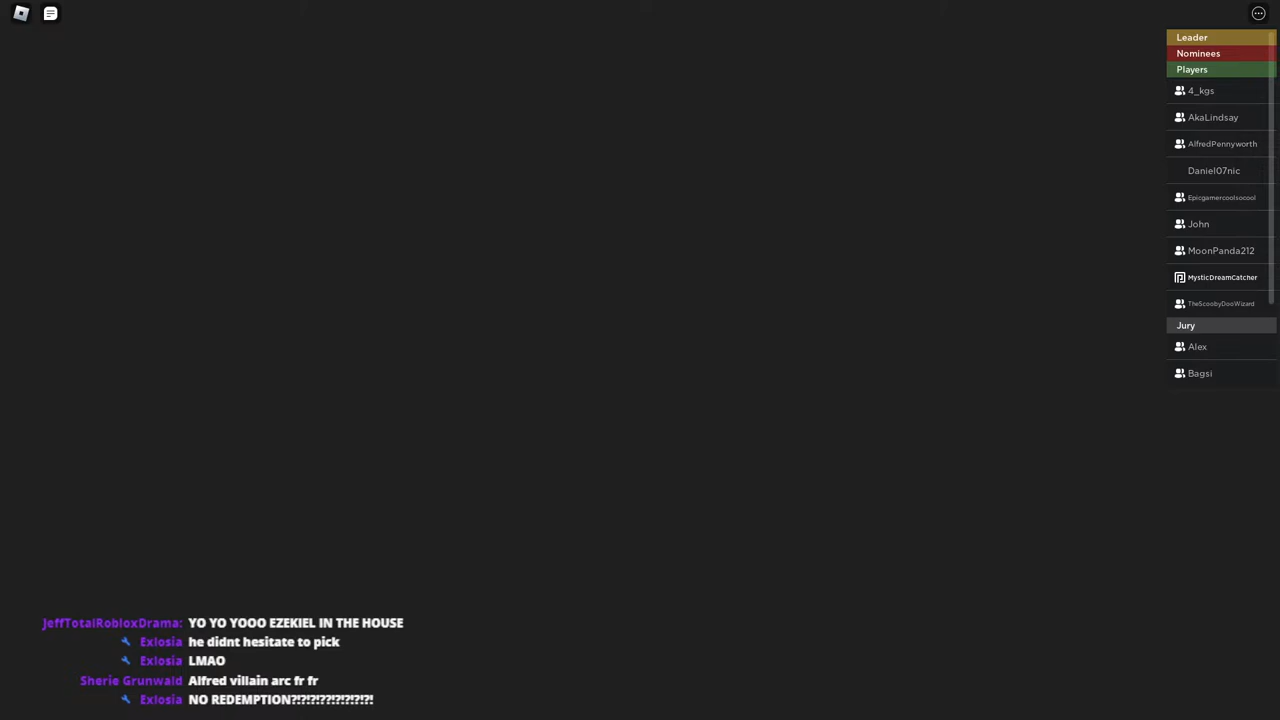 Leader
Nominees
Players
4_kgs
AkaLindsay
AlfredPennyworth
Daniel07nic
Epicgamercoolsocool
John
MoonPanda212
MysticDreamCatcher
TheScoobyDooWizard
Jury
Alex
Bagsi
JeffTotalRobloxDrama: YO YO YOOO EZEKIEL IN THE HOUSE
Exlosia he didnt hesitate to pick
Exlosia LMAO
Sherie Grunwald Alfred villain arc fr fr
Exlosia NO REDEMPTION?!?!?!??!?!?!?!?!